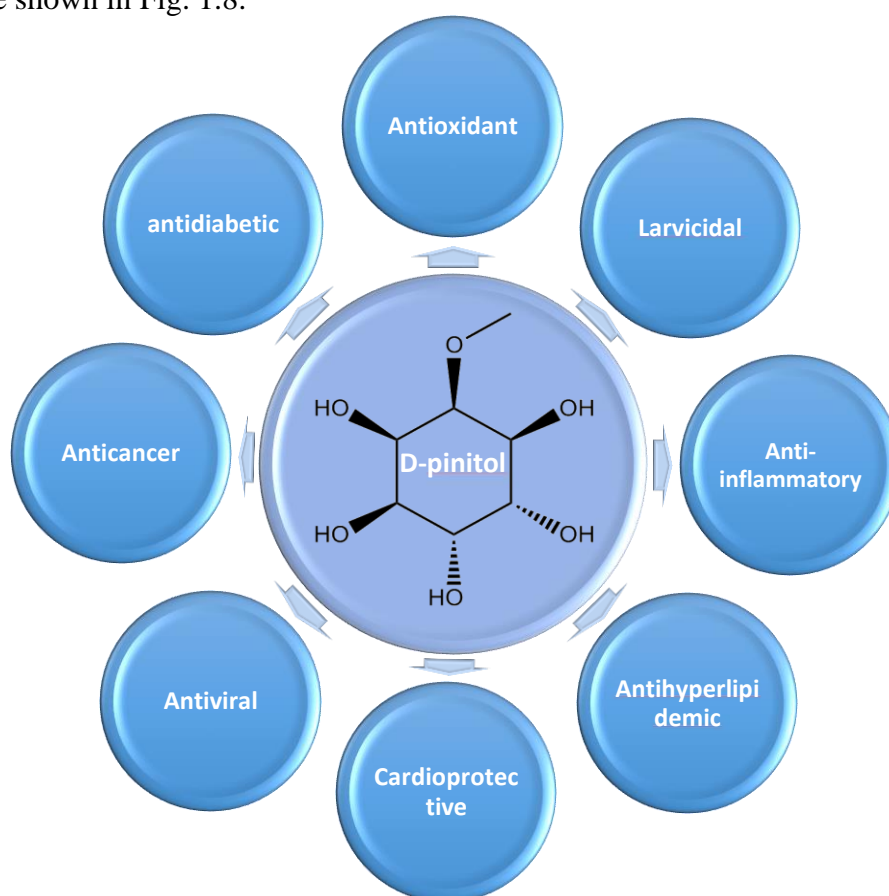 e shown in Fig. 1.8.
Antioxidant
antidiabetic
Larvicidal
O
HO
OH
Anticancer
D-pinitol
Anti-
inflammatory
HO
OH
HO
Antiviral
Antihyperlipi
demic
Cardioprotec
tive